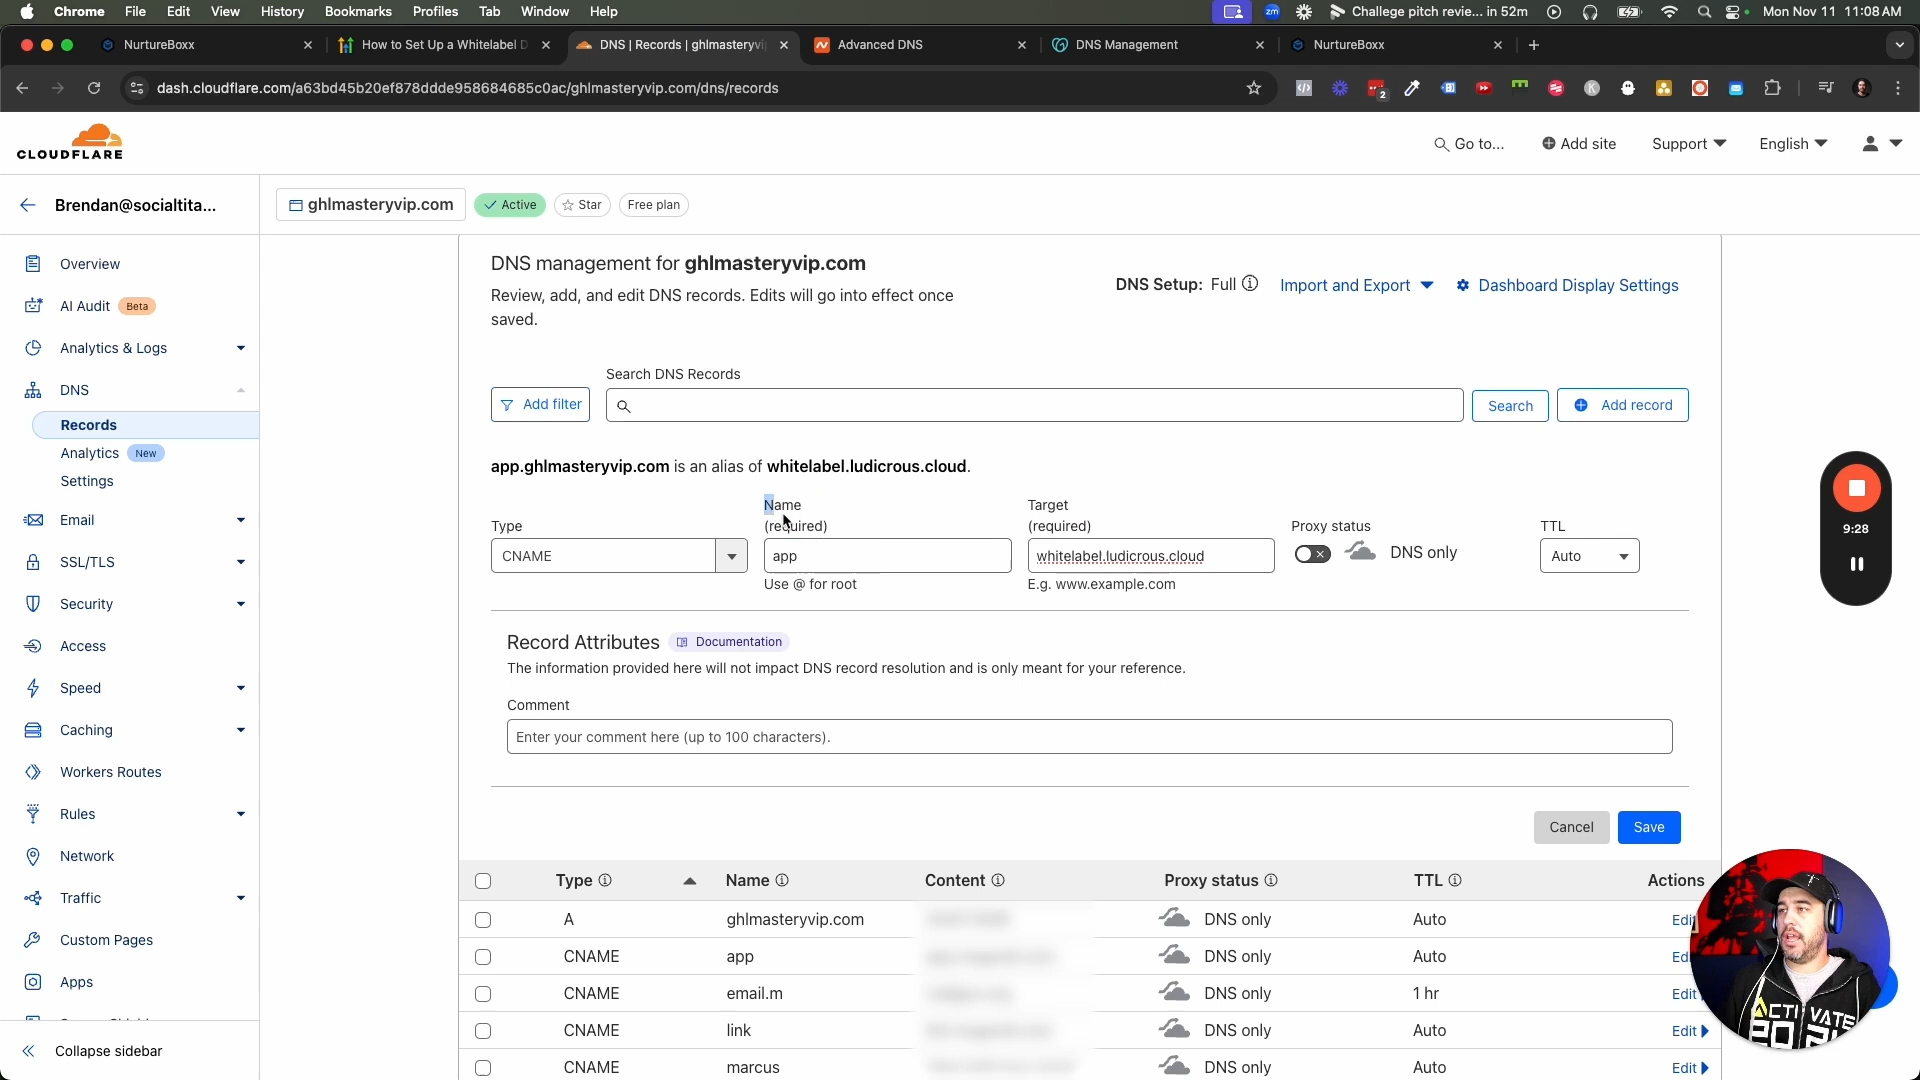 Chrome File Edit View History Bookmarks Profiles Tab Window Help
zm Challege pitch revie... in 52m Mon Nov 11 11:08 AM
NurtureBoxx
How to Set Up a Whitelabel D
DNS | Records | ghlmasteryvip
Advanced DNS
DNS Management
NurtureBoxx
dash.cloudflare.com/a63bd45b20ef878ddde958684685c0ac/ghlmasteryvip.com/dns/records
2
K
CLOUDFLARE
Go to...
Add site
Support
English
Brendan@socialtita...
ghlmasteryvip.com
Active
Star
Free plan
Overview
AI Audit Beta
Analytics & Logs
DNS
Records
Analytics New
Settings
Email
SSL/TLS
Security
Access
Speed
Caching
Workers Routes
Rules
Network
Traffic
Custom Pages
Apps
Collapse sidebar
DNS management for ghlmasteryvip.com
Review, add, and edit DNS records. Edits will go into effect once
saved.
DNS Setup: Full
Import and Export
Dashboard Display Settings
Search DNS Records
Add filter
Search
Add record
app.ghlmasteryvip.com is an alias of whitelabel.ludicrous.cloud.
Type
Name
(required)
Target
(required)
Proxy status
TTL
CNAME
app
whitelabel.ludicrous.cloud
DNS only
Auto
Use @ for root
E.g. www.example.com
Record Attributes Documentation
The information provided here will not impact DNS record resolution and is only meant for your reference.
Comment
Enter your comment here (up to 100 characters).
Cancel
Save
Type Name Content Proxy status TTL Actions
A ghlmasteryvip.com DNS only Auto Edit
CNAME app DNS only Auto Ed
CNAME email.m DNS only 1 hr Edit
CNAME link DNS only Auto Edit
CNAME marcus DNS only Auto Edit
9:28
ACTIVATE